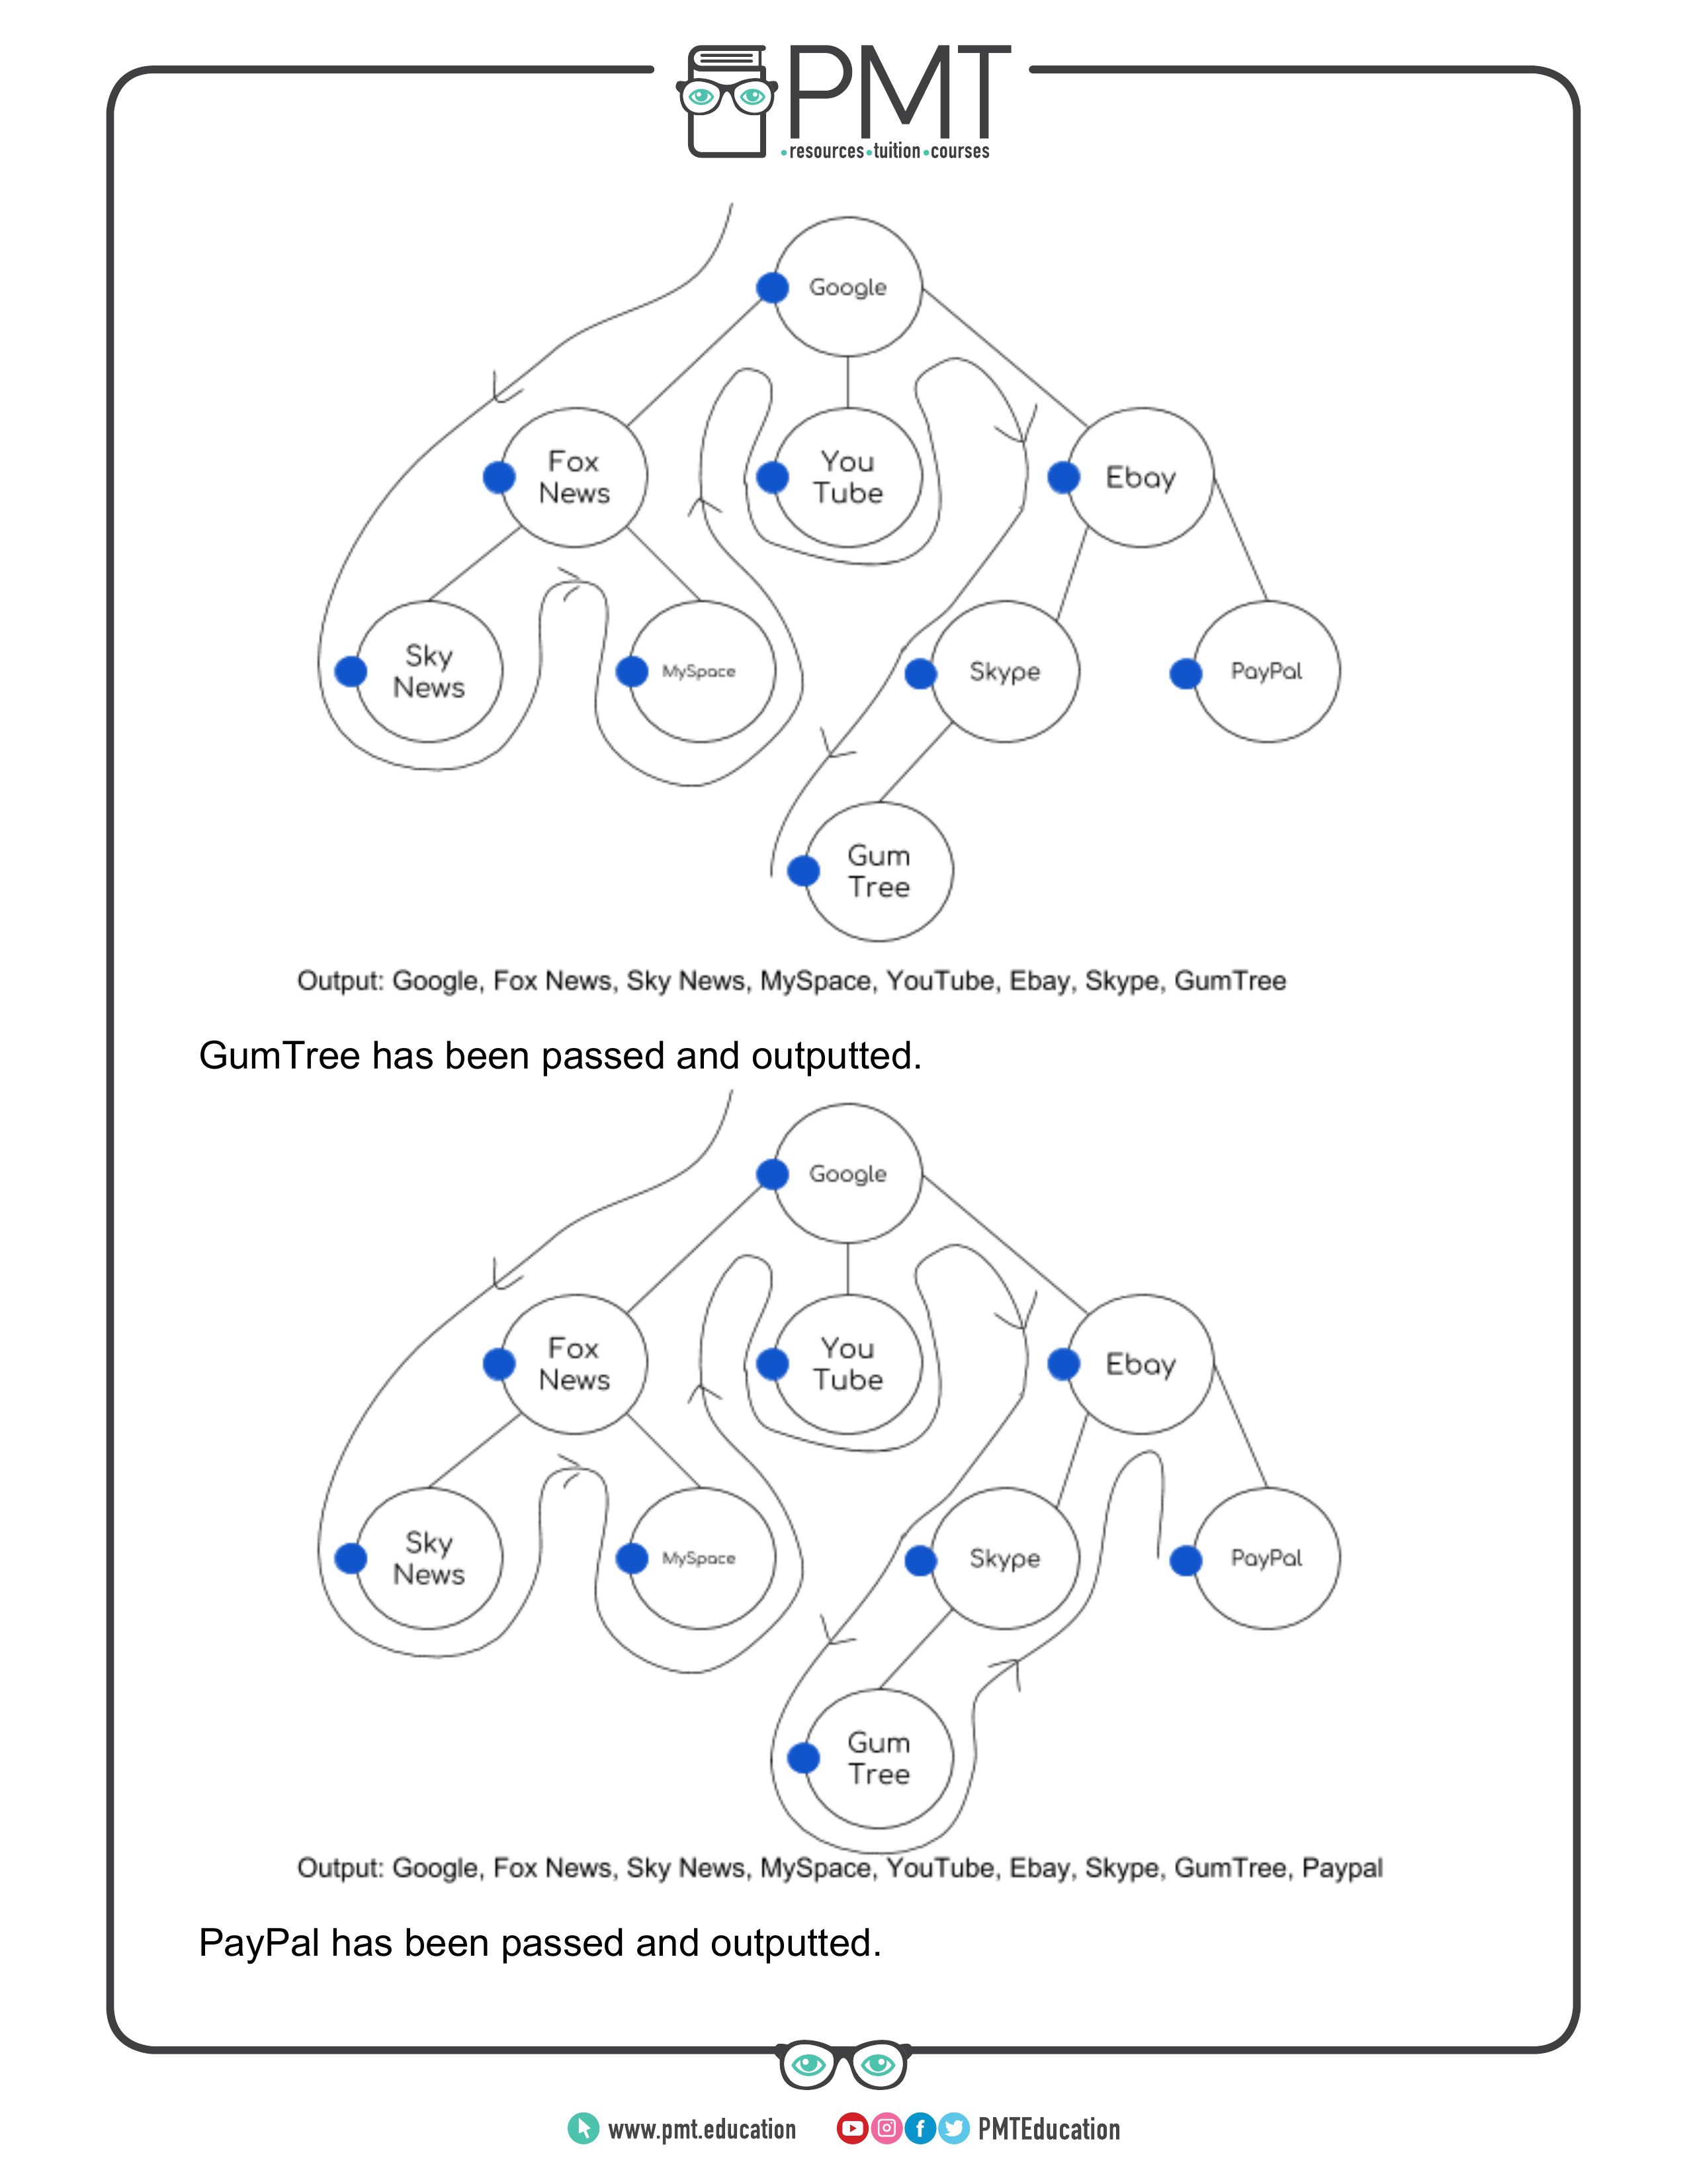 PMT
•resources•tuition•courses
Google
Fox
News
You
Tube
Ebay
Sky
News
MySpace
Skype
PayPal
Gum
Tree
Output: Google, Fox News, Sky News, MySpace, YouTube, Ebay, Skype, GumTree
GumTree has been passed and outputted.
Google
Fox
News
You
Tube
Ebay
Sky
News
MySpace
Skype
PayPal
Gum
Tree
Output: Google, Fox News, Sky News, MySpace, YouTube, Ebay, Skype, GumTree, Paypal
PayPal has been passed and outputted.
www.pmt.education
PMTEducation